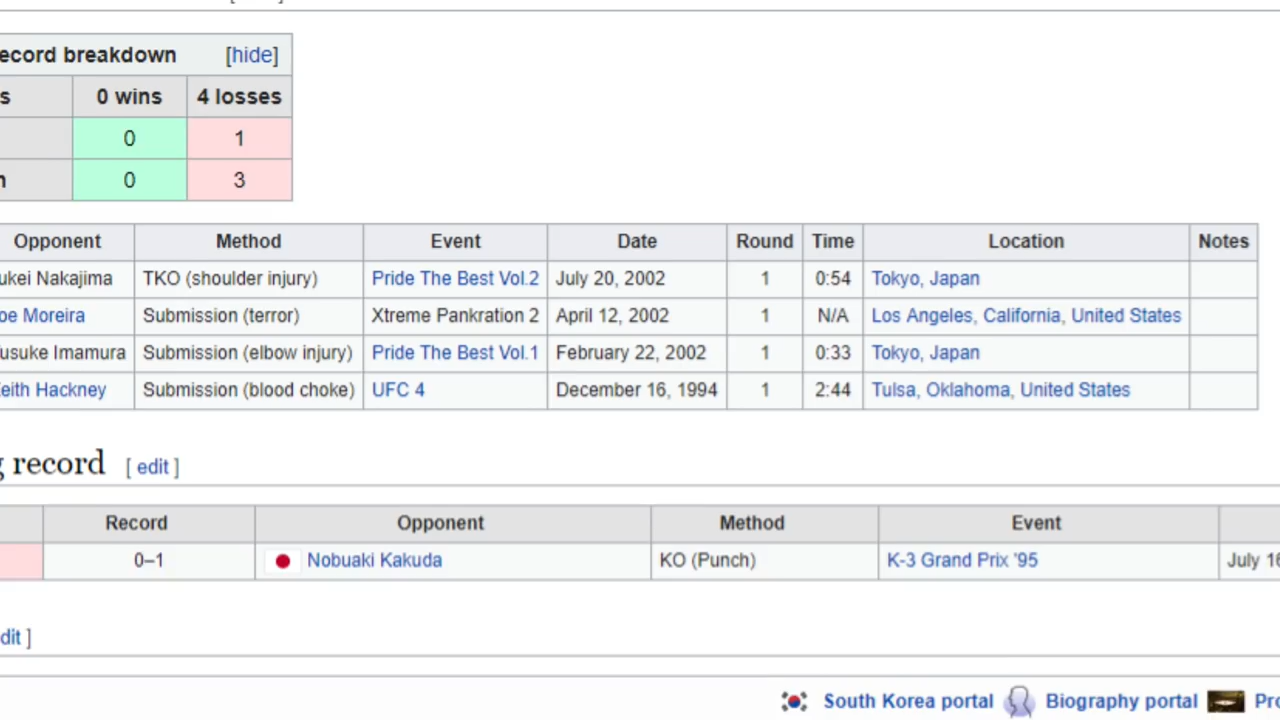 ecord breakdown [hide]
s 0 wins 4 losses
0 1
n 0 3
Opponent Method Event Date Round Time Location Notes
ukei Nakajima TKO (shoulder injury) Pride The Best Vol.2 July 20, 2002 1 0:54 Tokyo, Japan
oe Moreira Submission (terror) Xtreme Pankration 2 April 12, 2002 1 N/A Los Angeles, California, United States
usuke Imamura Submission (elbow injury) Pride The Best Vol.1 February 22, 2002 1 0:33 Tokyo, Japan
eith Hackney Submission (blood choke) UFC 4 December 16, 1994 1 2:44 Tulsa, Oklahoma, United States
g record [ edit ]
Record Opponent Method Event
0–1 Nobuaki Kakuda KO (Punch) K-3 Grand Prix '95 July 16
dit ]
South Korea portal Biography portal Pro